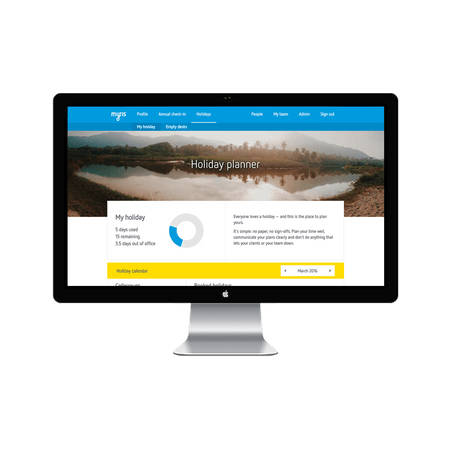 myris
Profile Annual check-in Holidays People My team Admin Sign out
My holiday Empty desks
Holiday planner
My holiday
5 days used
15 remaining
3.5 days out of office
Everyone loves a holiday — and this is the place to plan
yours.
It's simple: no paper, no sign-offs. Plan your time well,
communicate your plans clearly and don't do anything that
lets your clients or your team down.
Holiday calendar
March 2016
Colleagues Booked holidays